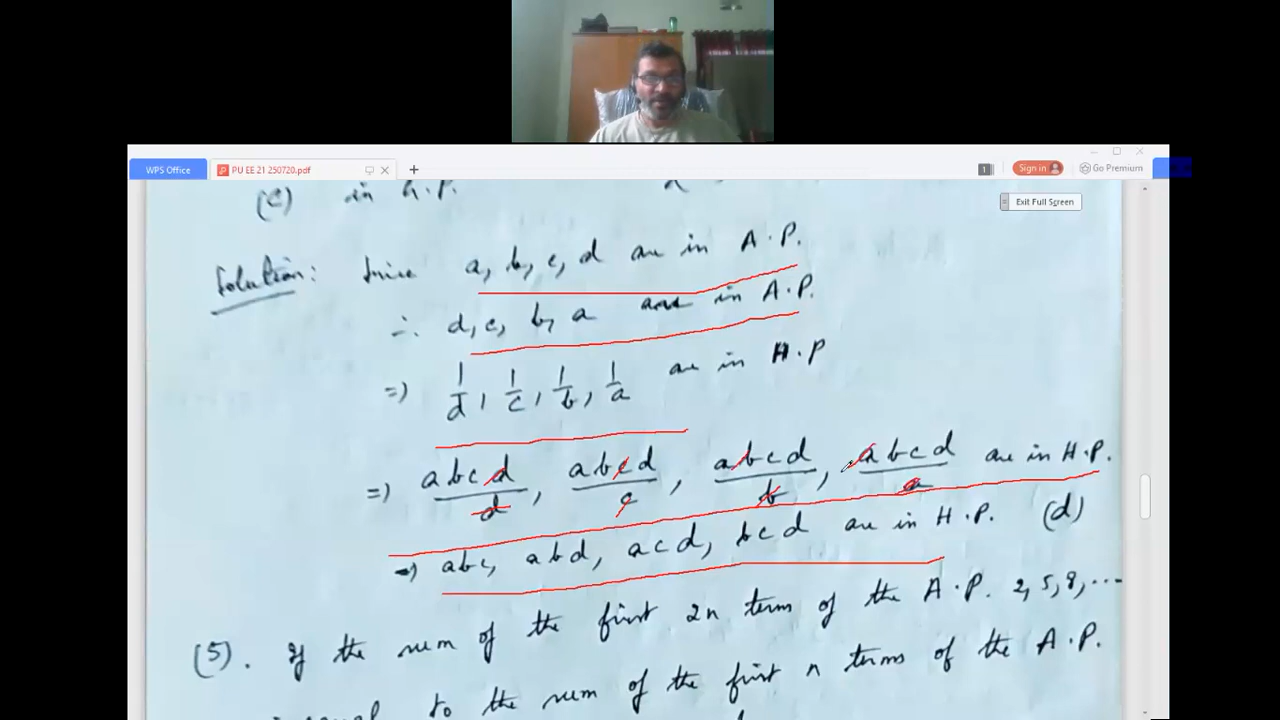 WPS Office PU EE 21 250720.pdf 1 Sign in Go Premium
Exit Full Screen
(c) in G.P.
Solution: Since a, b, c, d are in A.P.
∴ d, c, b, a are in A.P.
=) 1/d, 1/c, 1/b, 1/a are in H.P
=) abcd/d, abcd/c, abcd/b, abcd/a are in H.P.
=) abc, abd, acd, bcd are in H.P. (d)
(5). If the sum of the first 2n term of the A.P. 2, 5, 8, ...
equal to the sum of the first n terms of the A.P.